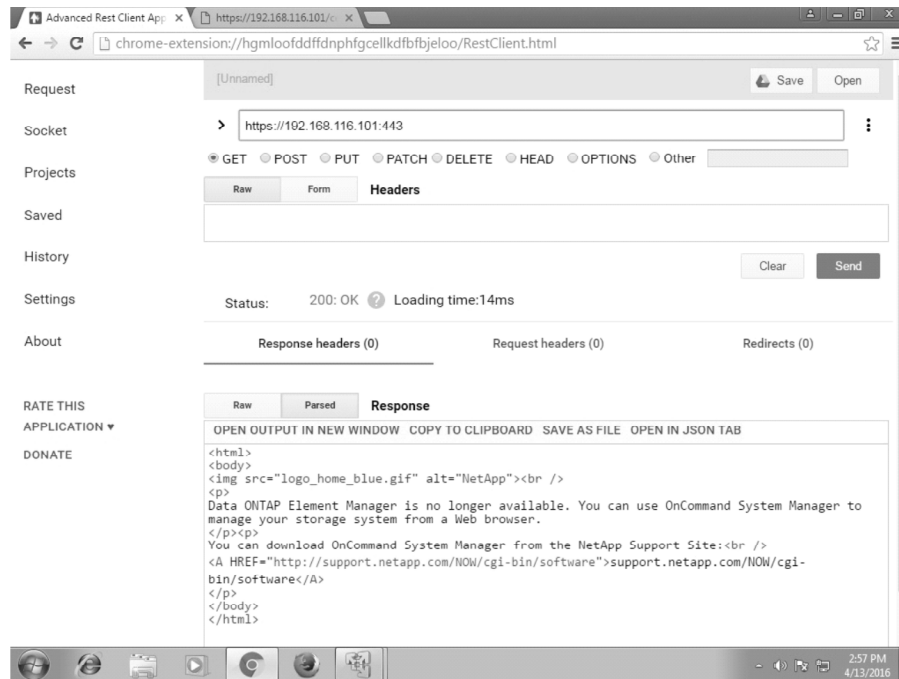 Advanced Rest Client App
https://192.168.116.101/c
chrome-extension://hgmloofddffdnphfgcellkdfbfbjeloo/RestClient.html
Request
Socket
Projects
Saved
History
Settings
About
RATE THIS
APPLICATION
DONATE
[Unnamed]
Save
Open
https://192.168.116.101:443
GET POST PUT PATCH DELETE HEAD OPTIONS Other
Raw Form Headers
Clear Send
Status: 200: OK ? Loading time:14ms
Response headers (0) Request headers (0) Redirects (0)
Raw Parsed Response
OPEN OUTPUT IN NEW WINDOW COPY TO CLIPBOARD SAVE AS FILE OPEN IN JSON TAB
<html>
<body>
<img src="logo_home_blue.gif" alt="NetApp"><br />
<p>
Data ONTAP Element Manager is no longer available. You can use OnCommand System Manager to
manage your storage system from a Web browser.
</p><p>
You can download OnCommand System Manager from the NetApp Support Site:<br />
<A HREF="http://support.netapp.com/NOW/cgi-bin/software">support.netapp.com/NOW/cgi-
bin/software</A>
</p>
</body>
</html>
2:57 PM
4/13/2016